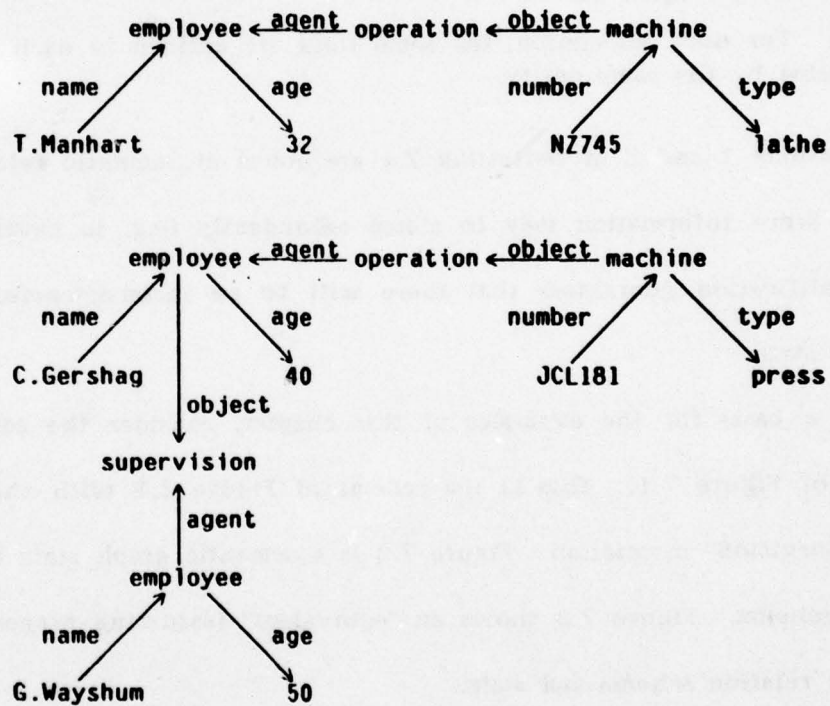 employee agent operation object machine
name age number type
T.Manhart 32 NZ745 lathe
employee agent operation object machine
name age number type
C.Gershag 40 JCL181 press
object
supervision
agent
employee
name age
G.Wayshum 50